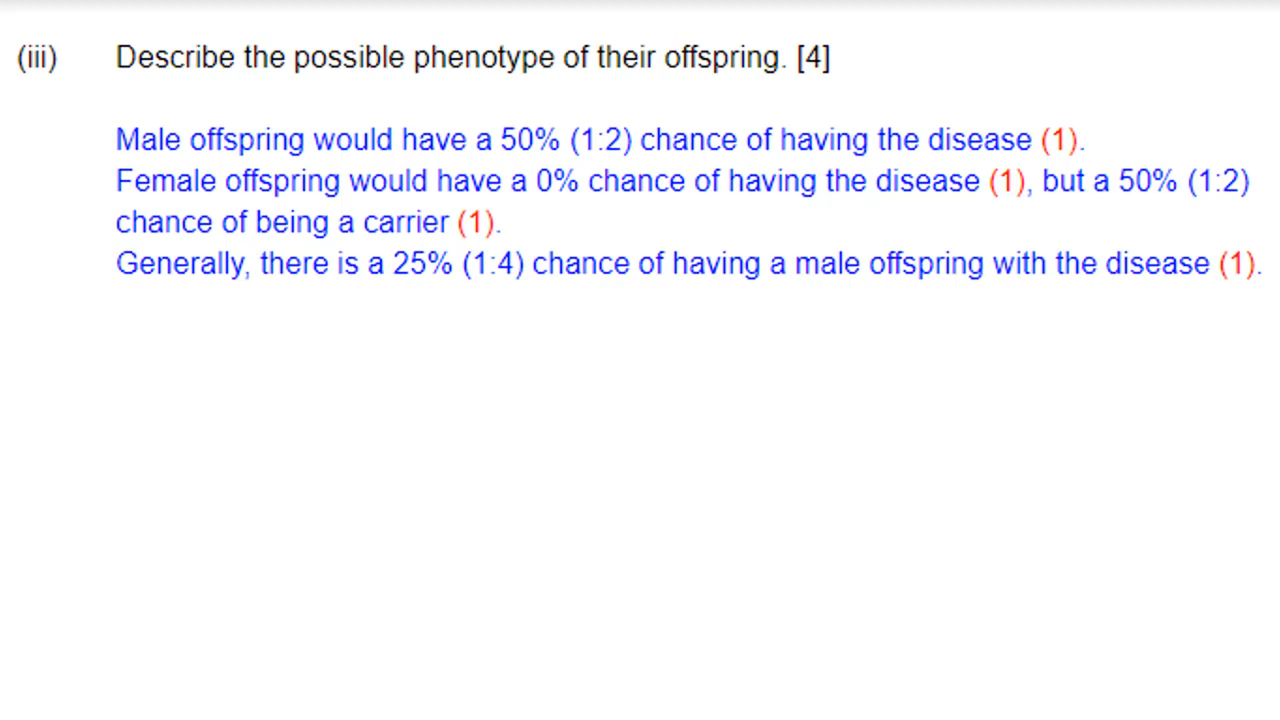 (iii) Describe the possible phenotype of their offspring. [4]
Male offspring would have a 50% (1:2) chance of having the disease (1).
Female offspring would have a 0% chance of having the disease (1), but a 50% (1:2)
chance of being a carrier (1).
Generally, there is a 25% (1:4) chance of having a male offspring with the disease (1).